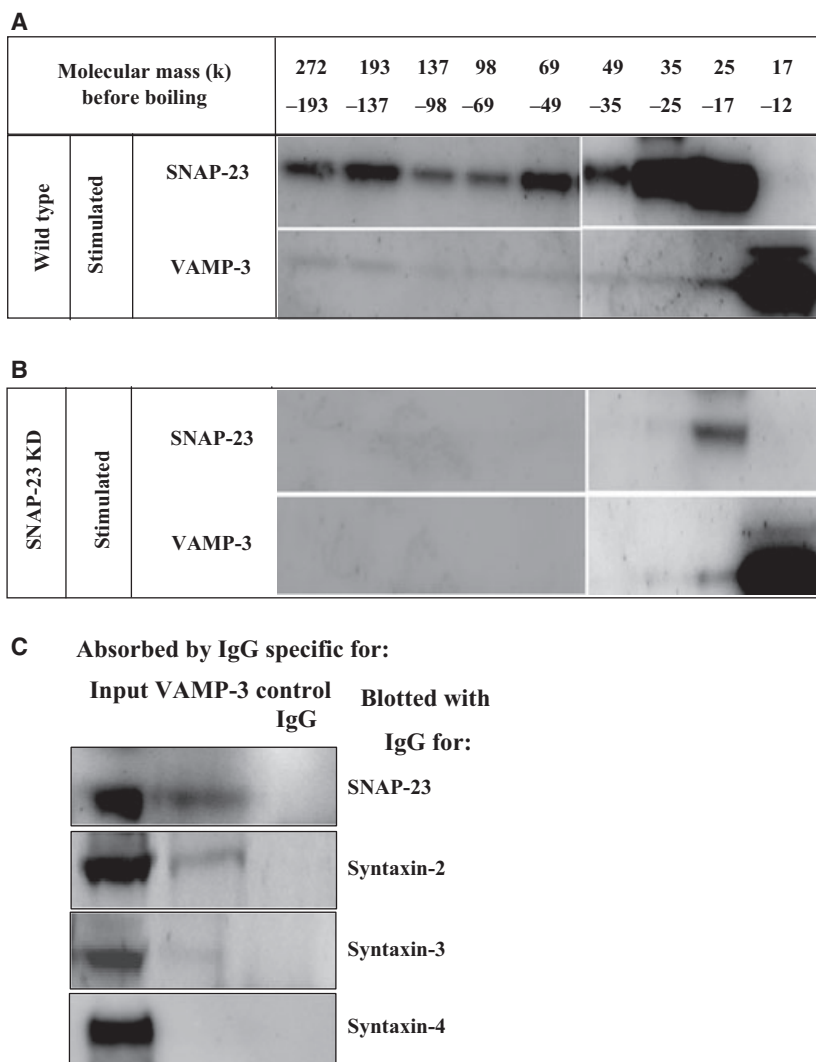 A
Molecular mass (k) 272 193 137 98 69 49 35 25 17
before boiling –193 –137 –98 –69 –49 –35 –25 –17 –12
Wild type
Stimulated
SNAP-23
VAMP-3
B
SNAP-23 KD
Stimulated
SNAP-23
VAMP-3
C
Absorbed by IgG specific for:
Input VAMP-3 control
IgG
Blotted with
IgG for:
SNAP-23
Syntaxin-2
Syntaxin-3
Syntaxin-4